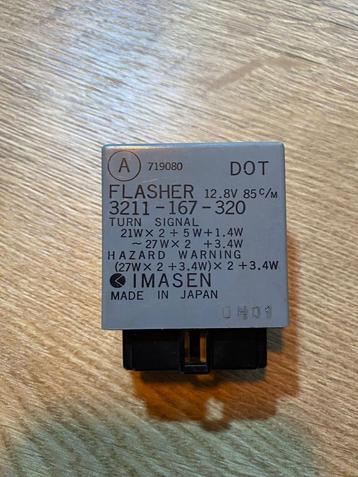 A 719080 DOT
FLASHER 12.8V 85c/M
3211-167-320
TURN SIGNAL
21W×2+5W+1.4W
~27W×2 +3.4W
HAZARD WARNING
(27W×2+3.4W)×2+3.4W
IMASEN
MADE IN JAPAN